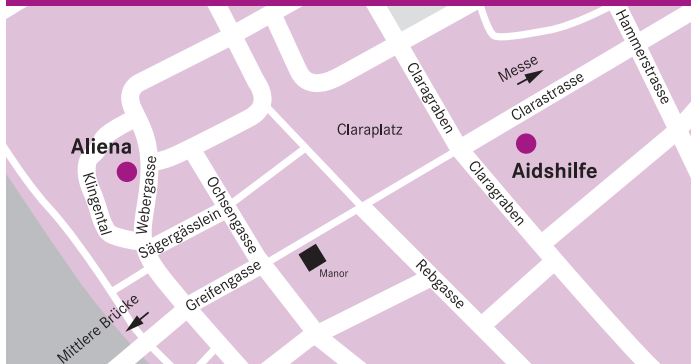 Hammerstrasse
Messe
Claragraben
Clarastrasse
Claraplatz
Aliena
Aidshilfe
Klingental
Webergasse
Ochsengasse
Claragraben
Sägergässlein
Manor
Rebgasse
Greifengasse
Mittlere Brücke